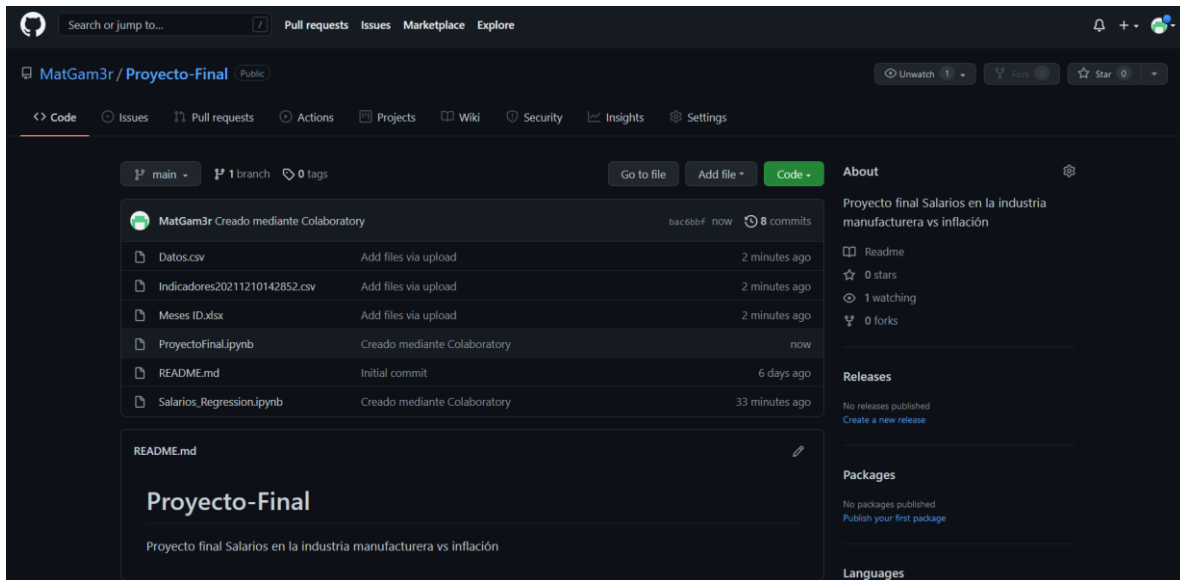 Search or jump to... /
Pull requests Issues Marketplace Explore
MatGam3r / Proyecto-Final Public
Unwatch 1 Fork 0 Star 0
Code Issues Pull requests Actions Projects Wiki Security Insights Settings
main 1 branch 0 tags Go to file Add file Code
MatGam3r Creado mediante Colaboratory bac6bbf now 8 commits
Datos.csv Add files via upload 2 minutes ago
Indicadores20211210142852.csv Add files via upload 2 minutes ago
Meses ID.xlsx Add files via upload 2 minutes ago
ProyectoFinal.ipynb Creado mediante Colaboratory now
README.md Initial commit 6 days ago
Salarios_Regression.ipynb Creado mediante Colaboratory 33 minutes ago
README.md
Proyecto-Final
Proyecto final Salarios en la industria manufacturera vs inflación
About
Proyecto final Salarios en la industria
manufacturera vs inflación
Readme
0 stars
1 watching
0 forks
Releases
No releases published
Create a new release
Packages
No packages published
Publish your first package
Languages